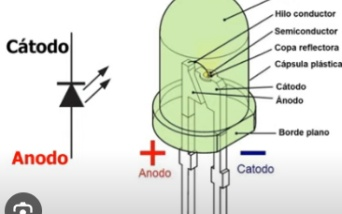 Hilo conductor
Semiconductor
Copa reflectora
Cápsula plástica
Cátodo
Ánodo
Borde plano
Cátodo
Anodo
+
Anodo
−
Catodo